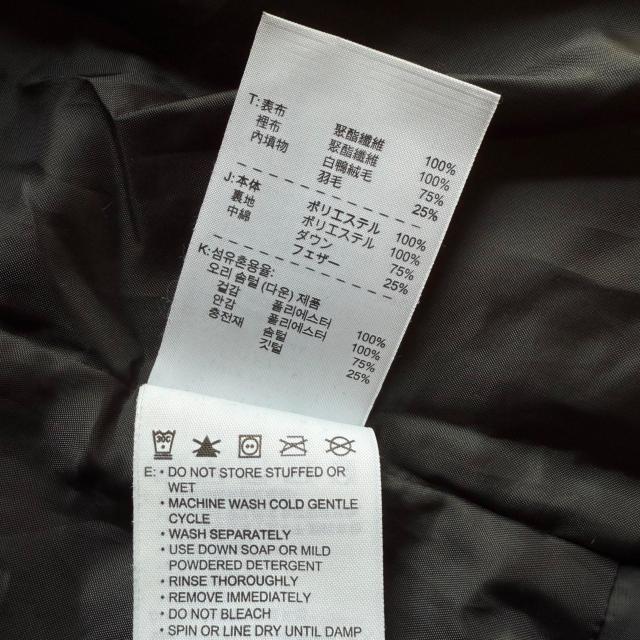 T: 表布 聚酯纖維 100%
裡布 聚酯纖維 100%
內填物 白鴨絨毛 75%
羽毛 25%
J: 本体 ポリエステル 100%
裏地 ポリエステル 100%
中綿 ダウン 75%
フェザー 25%
K: 섬유혼용율:
오리 솜털 (다운) 제품
겉감 폴리에스터 100%
안감 폴리에스터 100%
충전재 솜털 75%
깃털 25%
30C
E: • DO NOT STORE STUFFED OR
WET
• MACHINE WASH COLD GENTLE
CYCLE
• WASH SEPARATELY
• USE DOWN SOAP OR MILD
POWDERED DETERGENT
• RINSE THOROUGHLY
• REMOVE IMMEDIATELY
• DO NOT BLEACH
• SPIN OR LINE DRY UNTIL DAMP